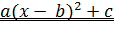 a(x − b)² + c